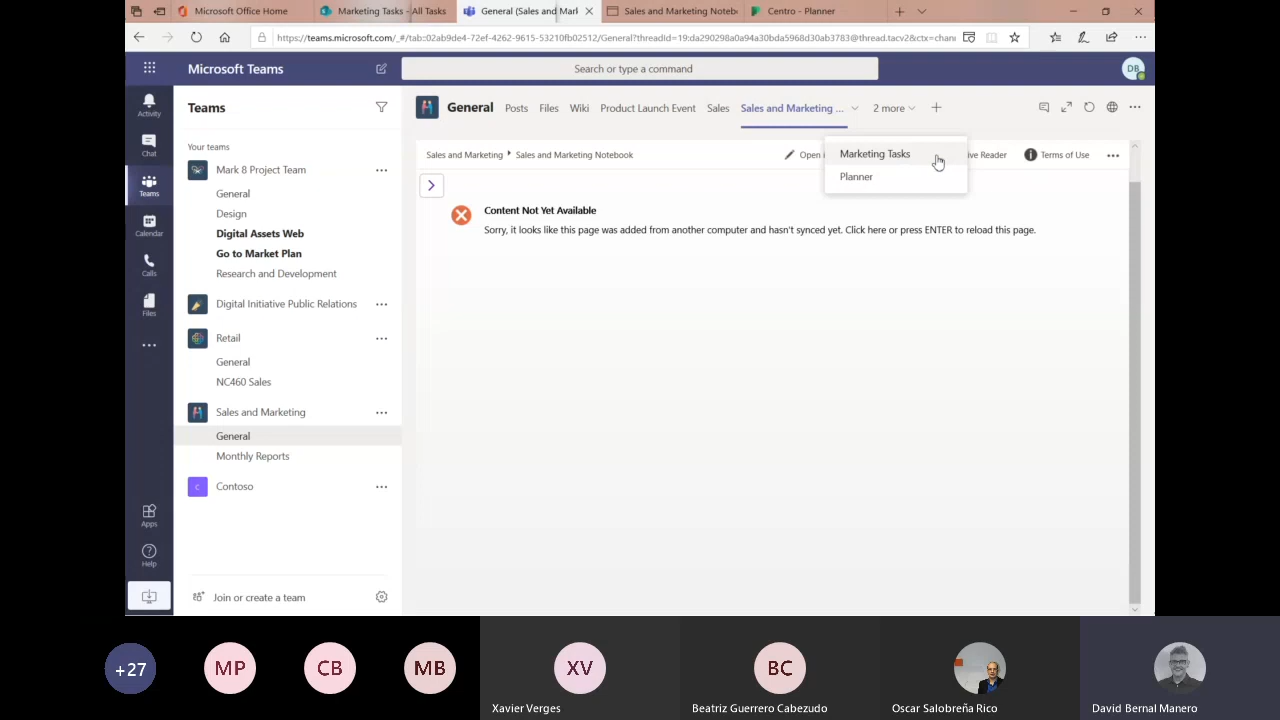 Microsoft Office Home
Marketing Tasks - All Tasks
General (Sales and Mark
Sales and Marketing Noteb
Centro - Planner
https://teams.microsoft.com/_#/tab:02ab9de4-72ef-4262-9615-53210fb02512/General?threadId=19:da290298a0a94a30bda5968d30ab3783@thread.tacv2&ctx=chann
Microsoft Teams
Search or type a command
DB
Activity
Chat
Teams
Calendar
Calls
Files
Apps
Help
Teams
Your teams
Mark 8 Project Team
General
Design
Digital Assets Web
Go to Market Plan
Research and Development
Digital Initiative Public Relations
Retail
General
NC460 Sales
Sales and Marketing
General
Monthly Reports
C
Contoso
Join or create a team
General
Posts
Files
Wiki
Product Launch Event
Sales
Sales and Marketing ...
2 more
Sales and Marketing
Sales and Marketing Notebook
Open i
Marketing Tasks
Planner
ive Reader
Terms of Use
Content Not Yet Available
Sorry, it looks like this page was added from another computer and hasn't synced yet. Click here or press ENTER to reload this page.
+27
MP
CB
MB
XV
Xavier Verges
BC
Beatriz Guerrero Cabezudo
Oscar Salobreña Rico
David Bernal Manero